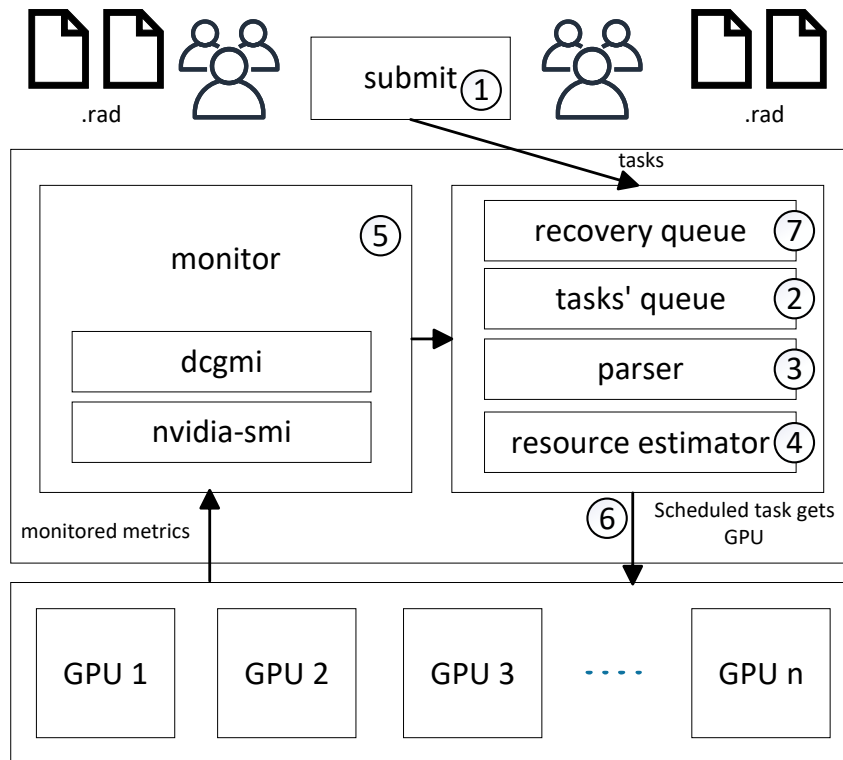 submit
1
.rad
.rad
tasks
monitor
5
dcgmi
nvidia-smi
recovery queue
7
tasks' queue
2
parser
3
resource estimator
4
monitored metrics
6
Scheduled task gets
GPU
GPU 1
GPU 2
GPU 3
....
GPU n